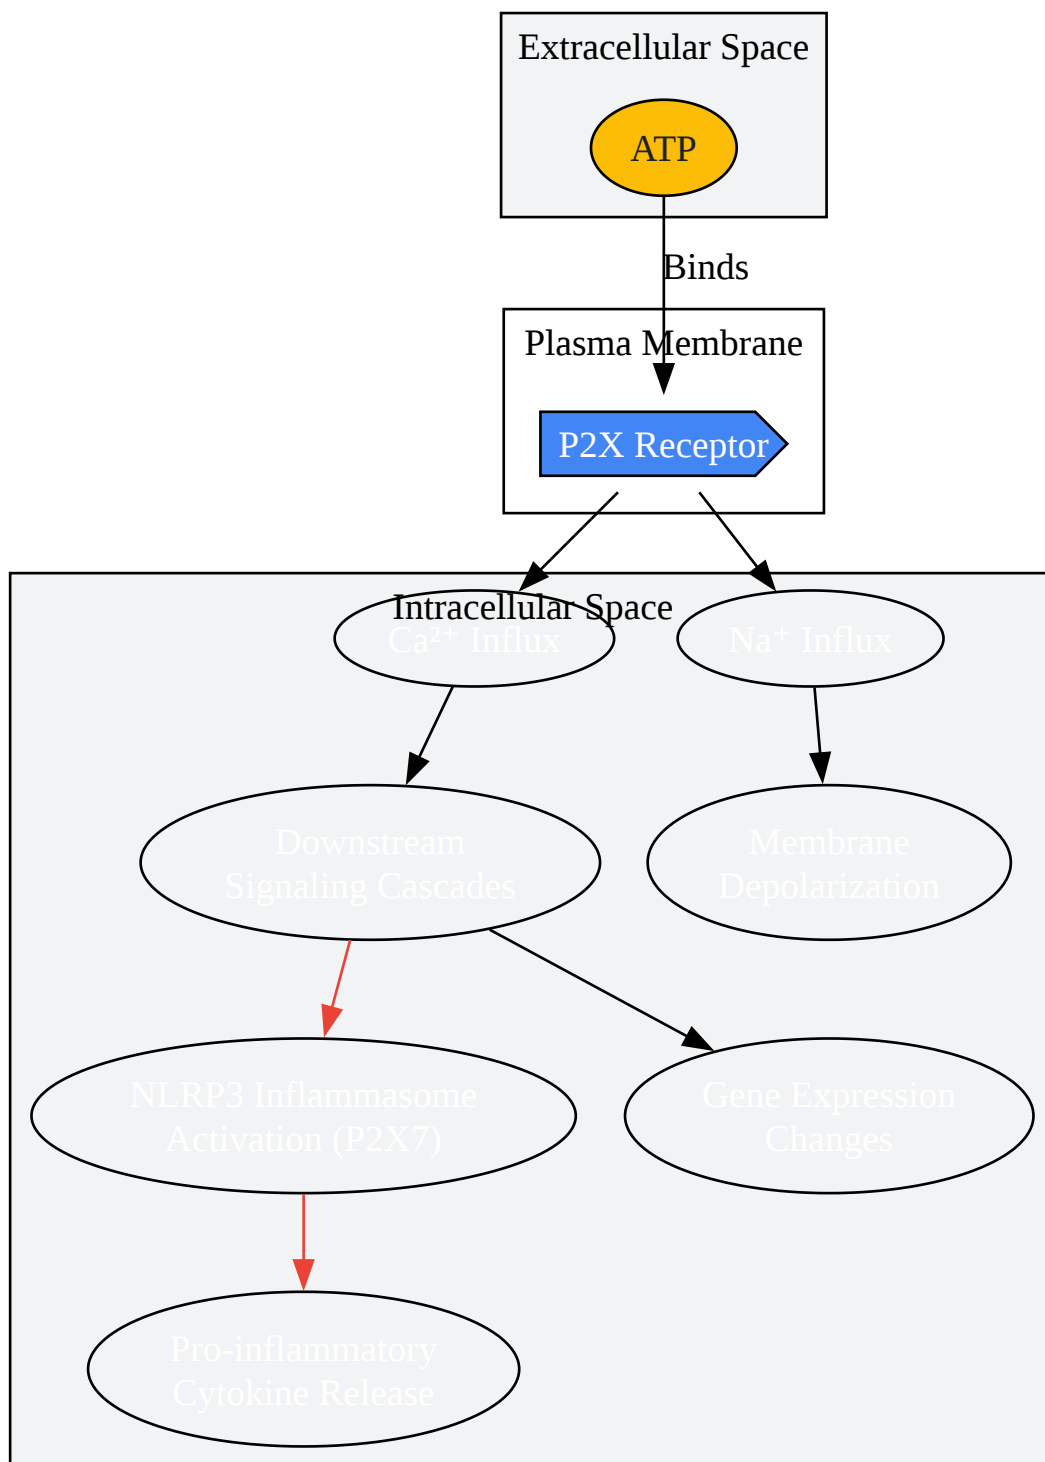 Extracellular Space
ATP
Binds
Plasma Membrane
P2X Receptor
Intracellular Space
Ca²⁺ Influx
Na⁺ Influx
Downstream
Signaling Cascades
Membrane
Depolarization
NLRP3 Inflammasome
Activation (P2X7)
Gene Expression
Changes
Pro-inflammatory
Cytokine Release